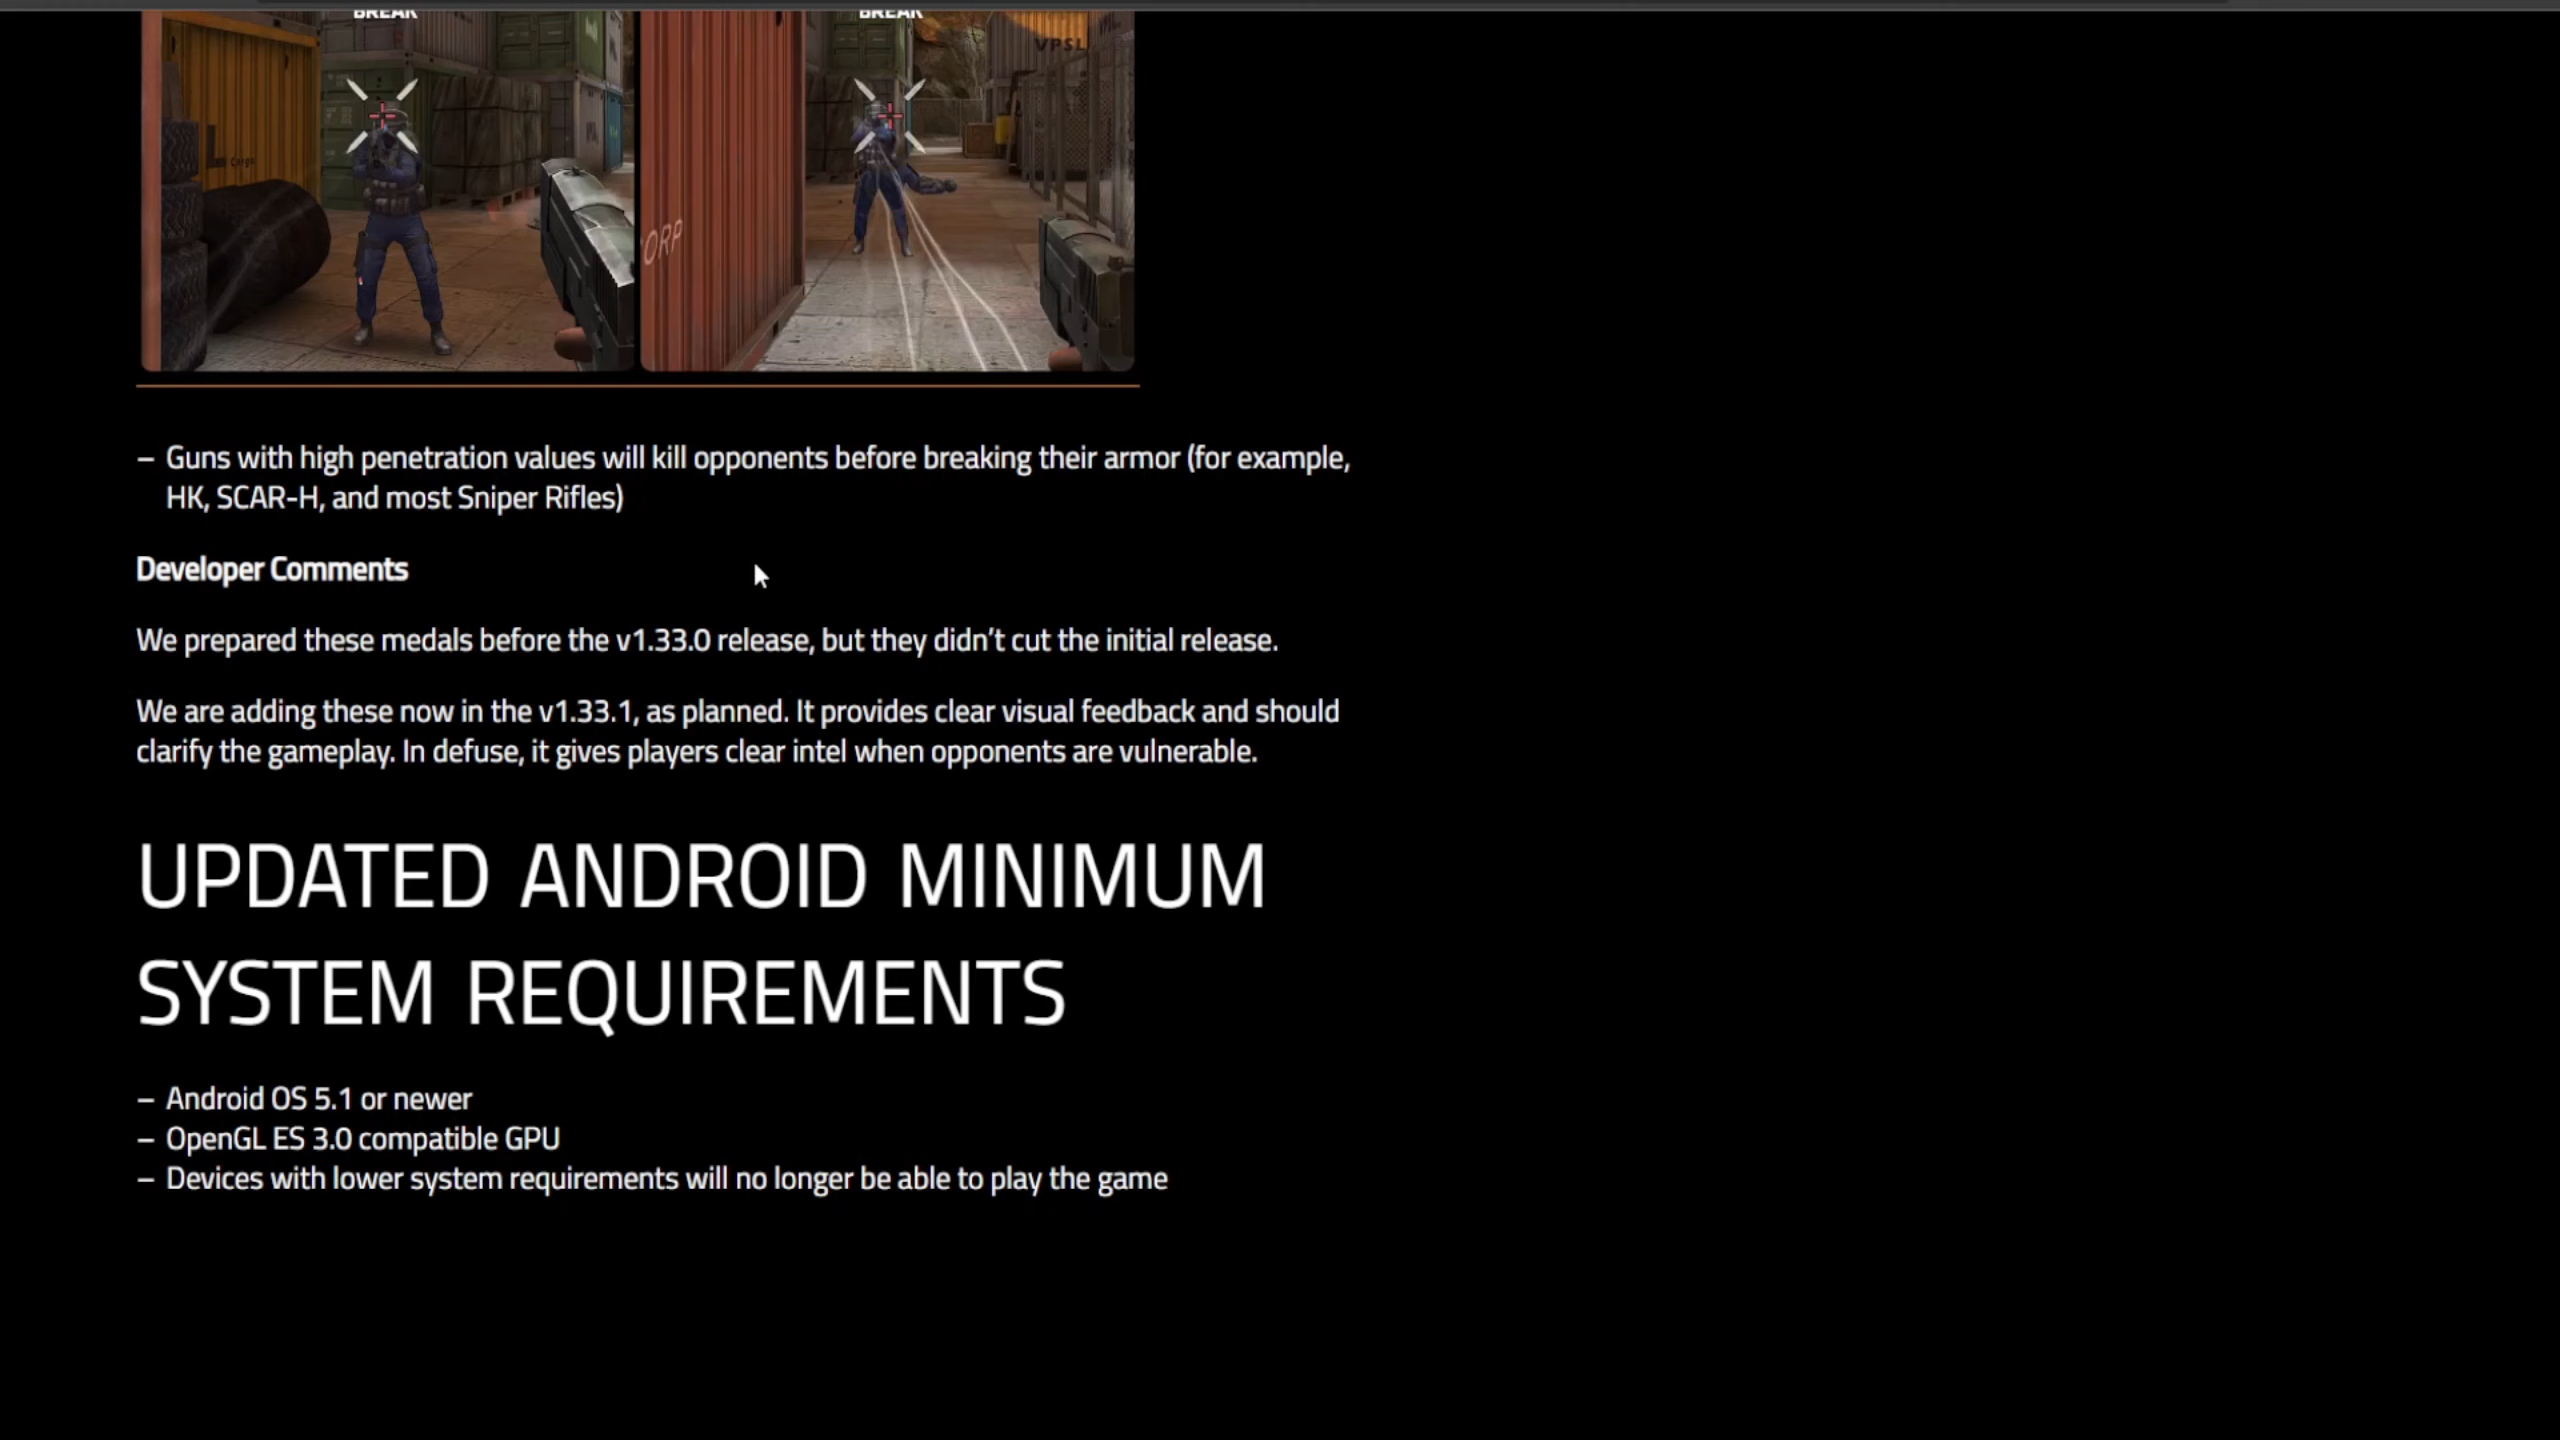 BREAK
BREAK
VPSL
Cargo
ORP
– Guns with high penetration values will kill opponents before breaking their armor (for example,
HK, SCAR-H, and most Sniper Rifles)
Developer Comments
We prepared these medals before the v1.33.0 release, but they didn’t cut the initial release.
We are adding these now in the v1.33.1, as planned. It provides clear visual feedback and should
clarify the gameplay. In defuse, it gives players clear intel when opponents are vulnerable.
UPDATED ANDROID MINIMUM
SYSTEM REQUIREMENTS
– Android OS 5.1 or newer
– OpenGL ES 3.0 compatible GPU
– Devices with lower system requirements will no longer be able to play the game